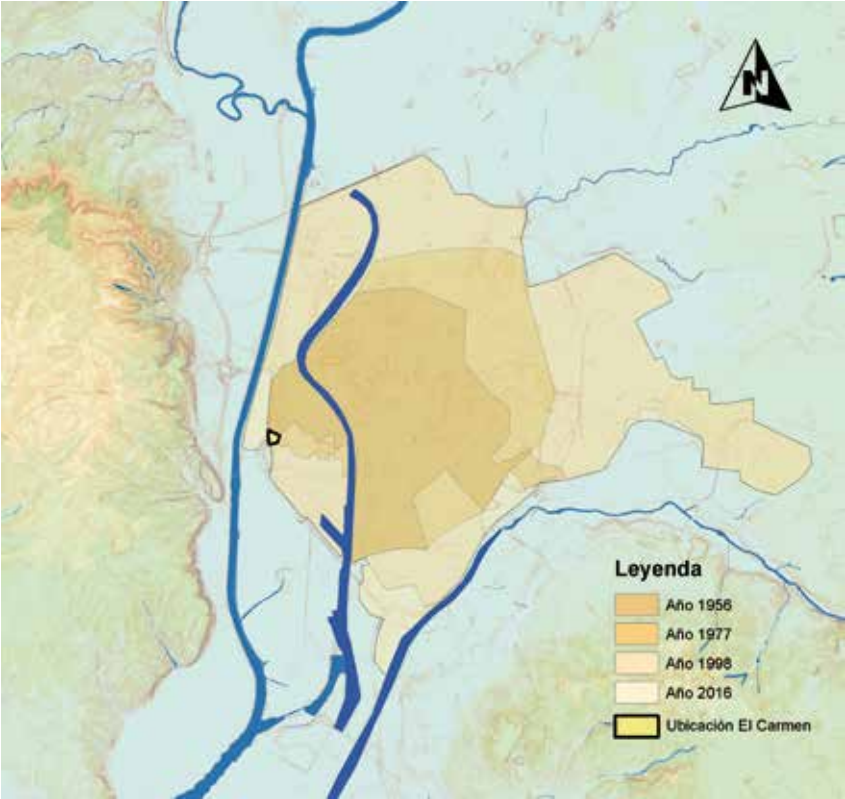 N
Leyenda
Año 1956
Año 1977
Año 1998
Año 2016
Ubicación El Carmen